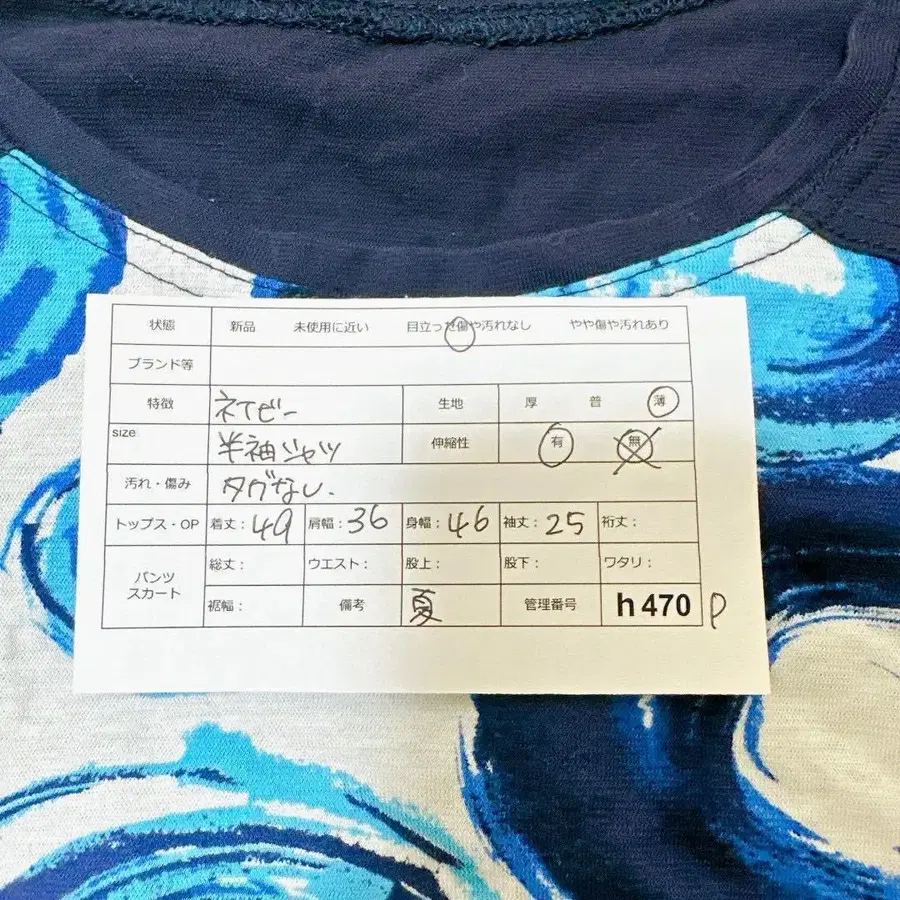 状態 新品 未使用に近い 目立った傷や汚れなし やや傷や汚れあり
ブランド等
特徴 ネイビー 生地 厚 普 薄
size 半袖シャツ 伸縮性 有 無
汚れ・傷み タグなし.
トップス・OP 着丈：49 肩幅：36 身幅：46 袖丈：25 裄丈：
パンツ スカート 総丈： ウエスト： 股上： 股下： ワタリ：
裾幅： 備考 夏 管理番号 h470 P